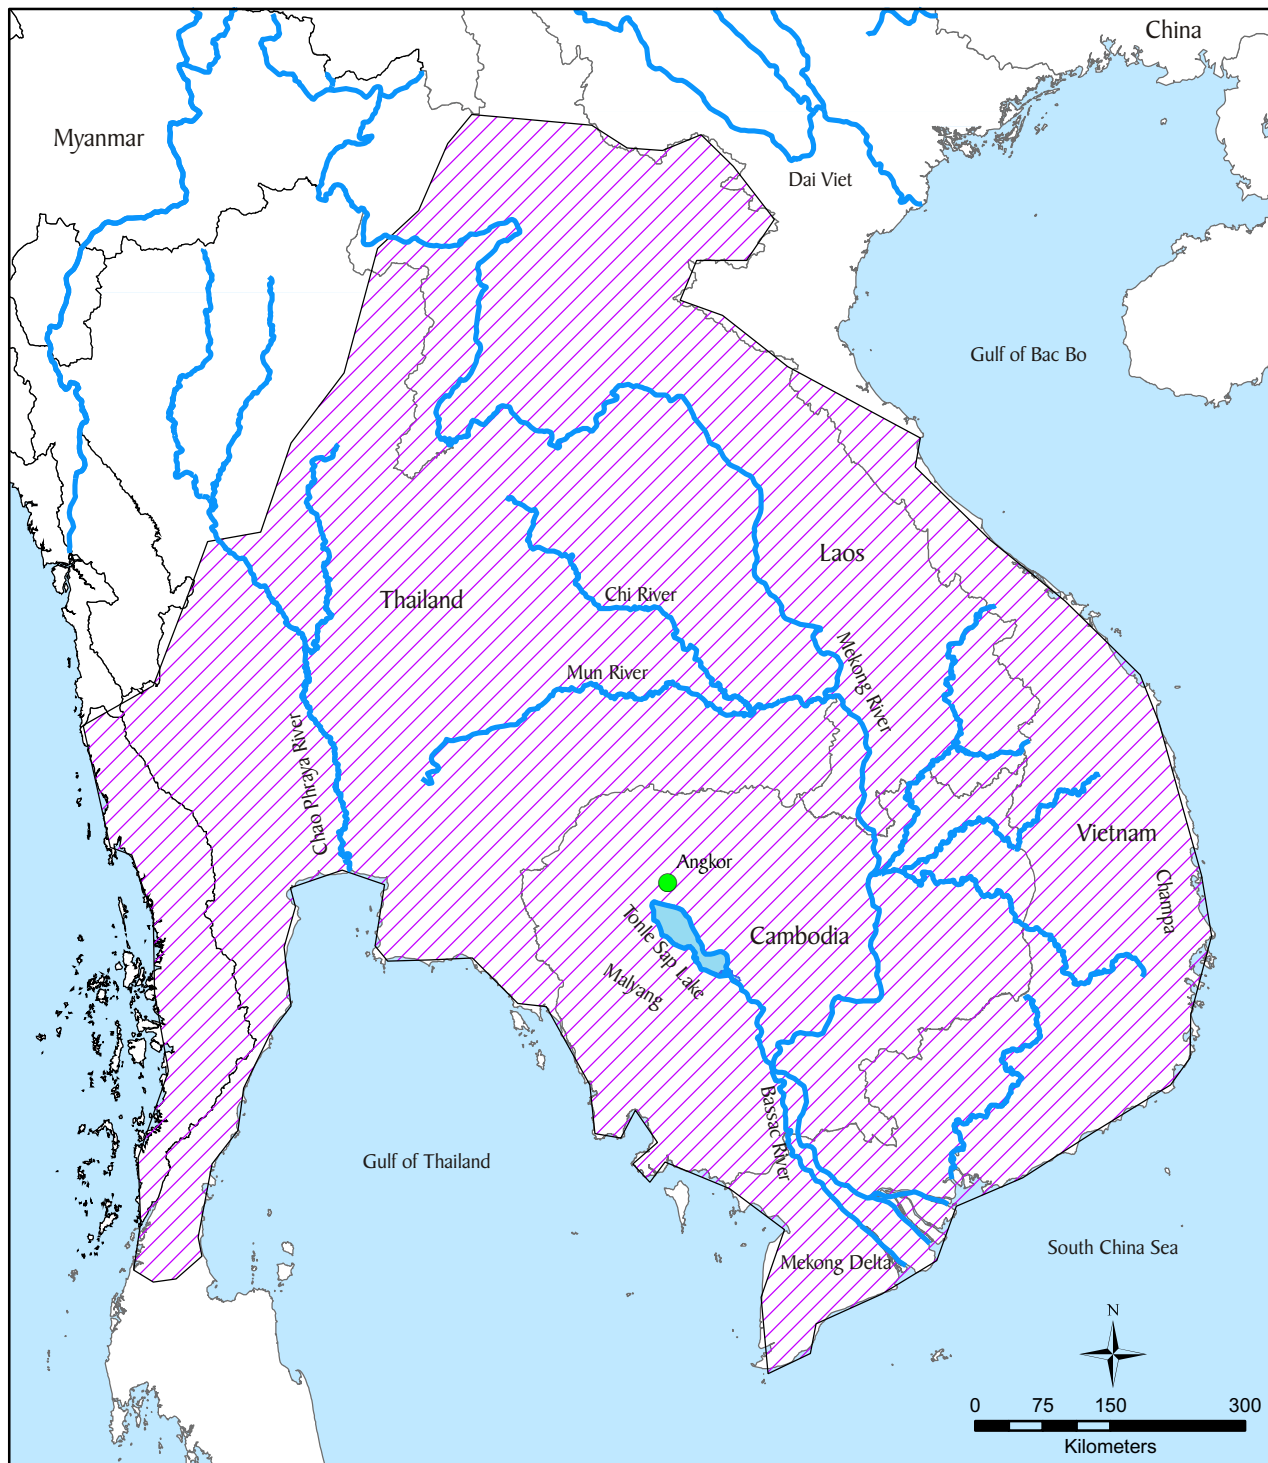 China
Myanmar
Dai Viet
Gulf of Bac Bo
Laos
Thailand
Chi River
Mekong River
Mun River
Chao Phraya River
Vietnam
Angkor
Champa
Tonle Sap Lake
Cambodia
Malyang
Bassac River
Gulf of Thailand
South China Sea
Mekong Delta
N
0 75 150 300
Kilometers